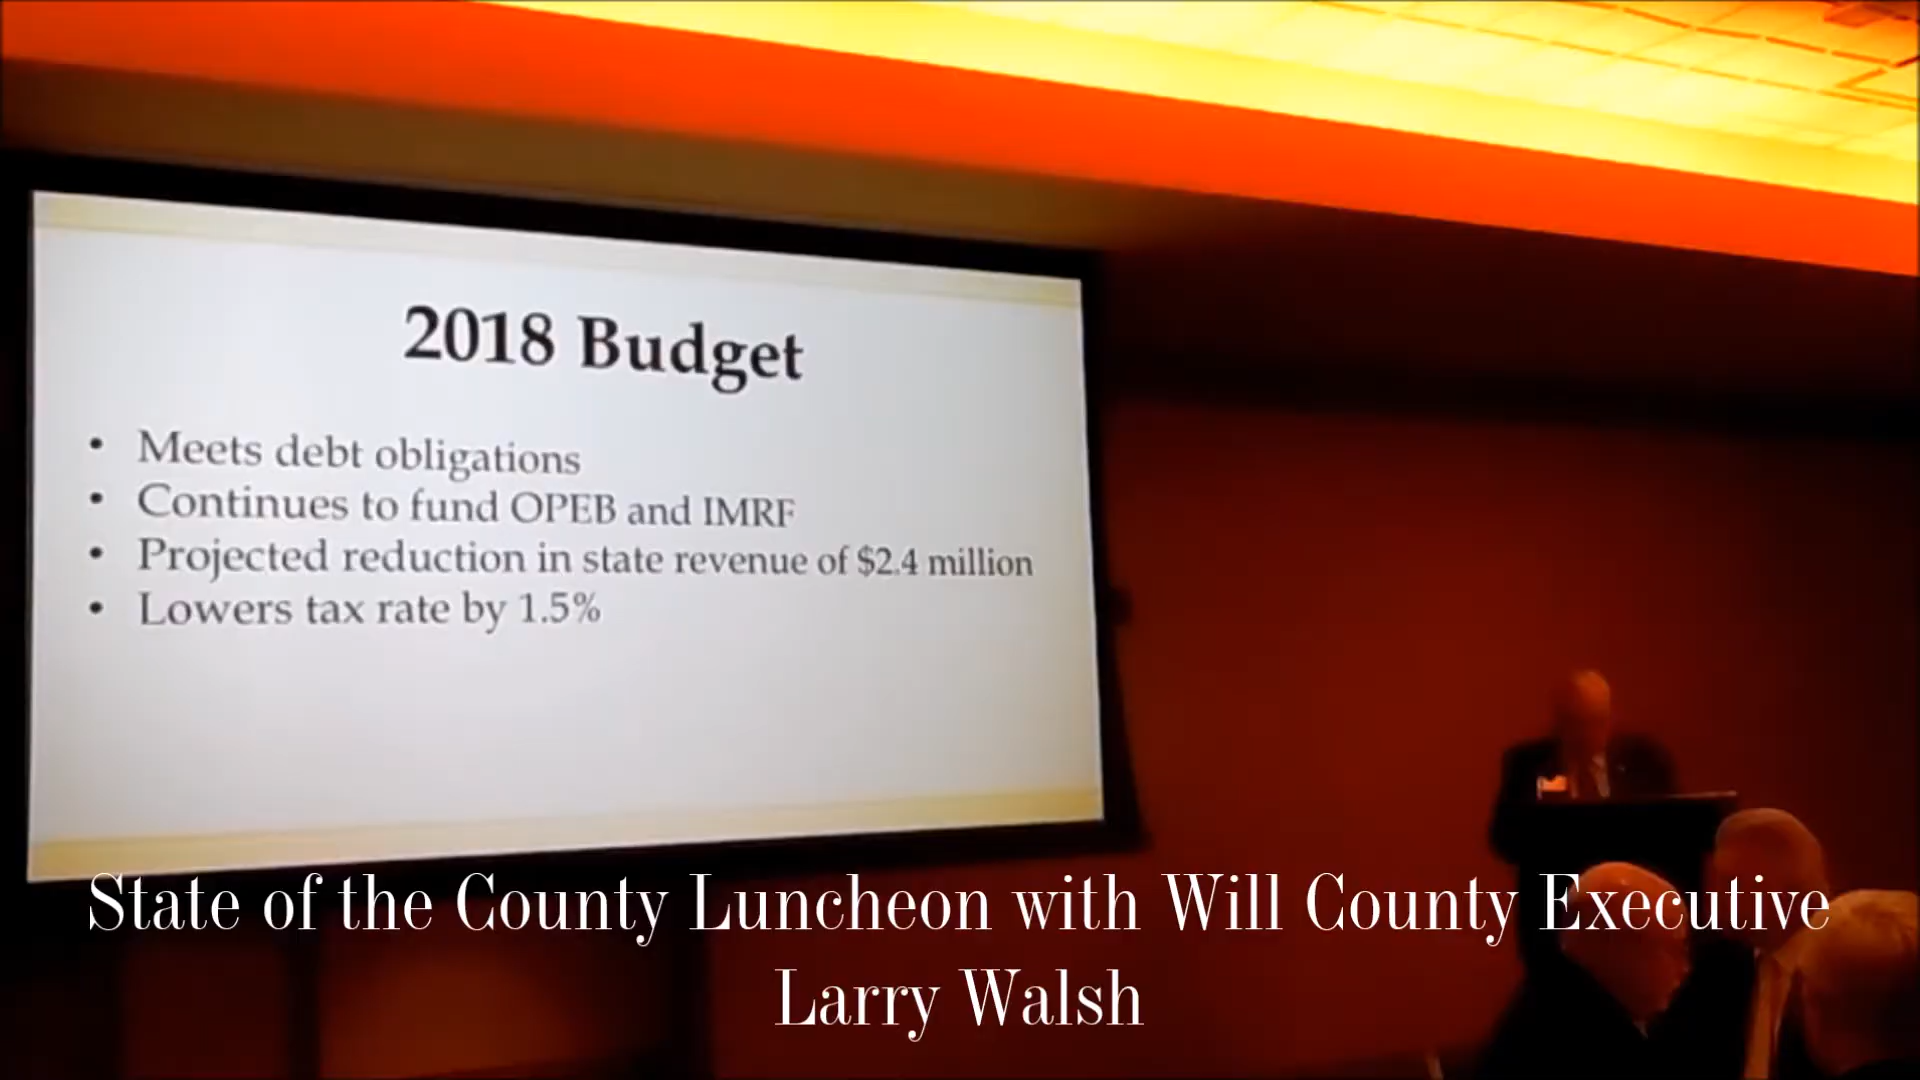 2018 Budget
• Meets debt obligations
• Continues to fund OPEB and IMRF
• Projected reduction in state revenue of $2.4 million
• Lowers tax rate by 1.5%
State of the County Luncheon with Will County Executive
Larry Walsh